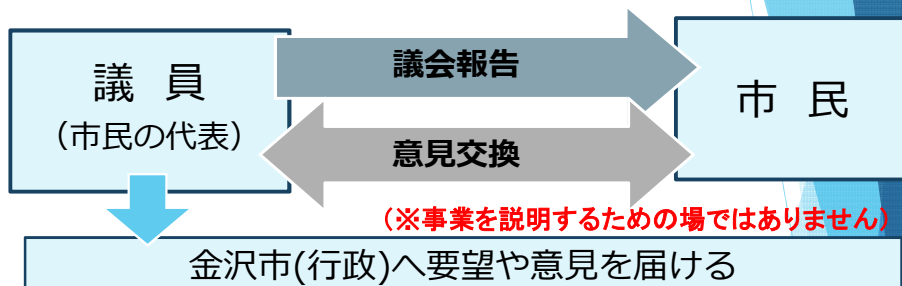 議 員
（市民の代表）
議会報告
意見交換
市 民
（※事業を説明するための場ではありません）
金沢市(行政)へ要望や意見を届ける